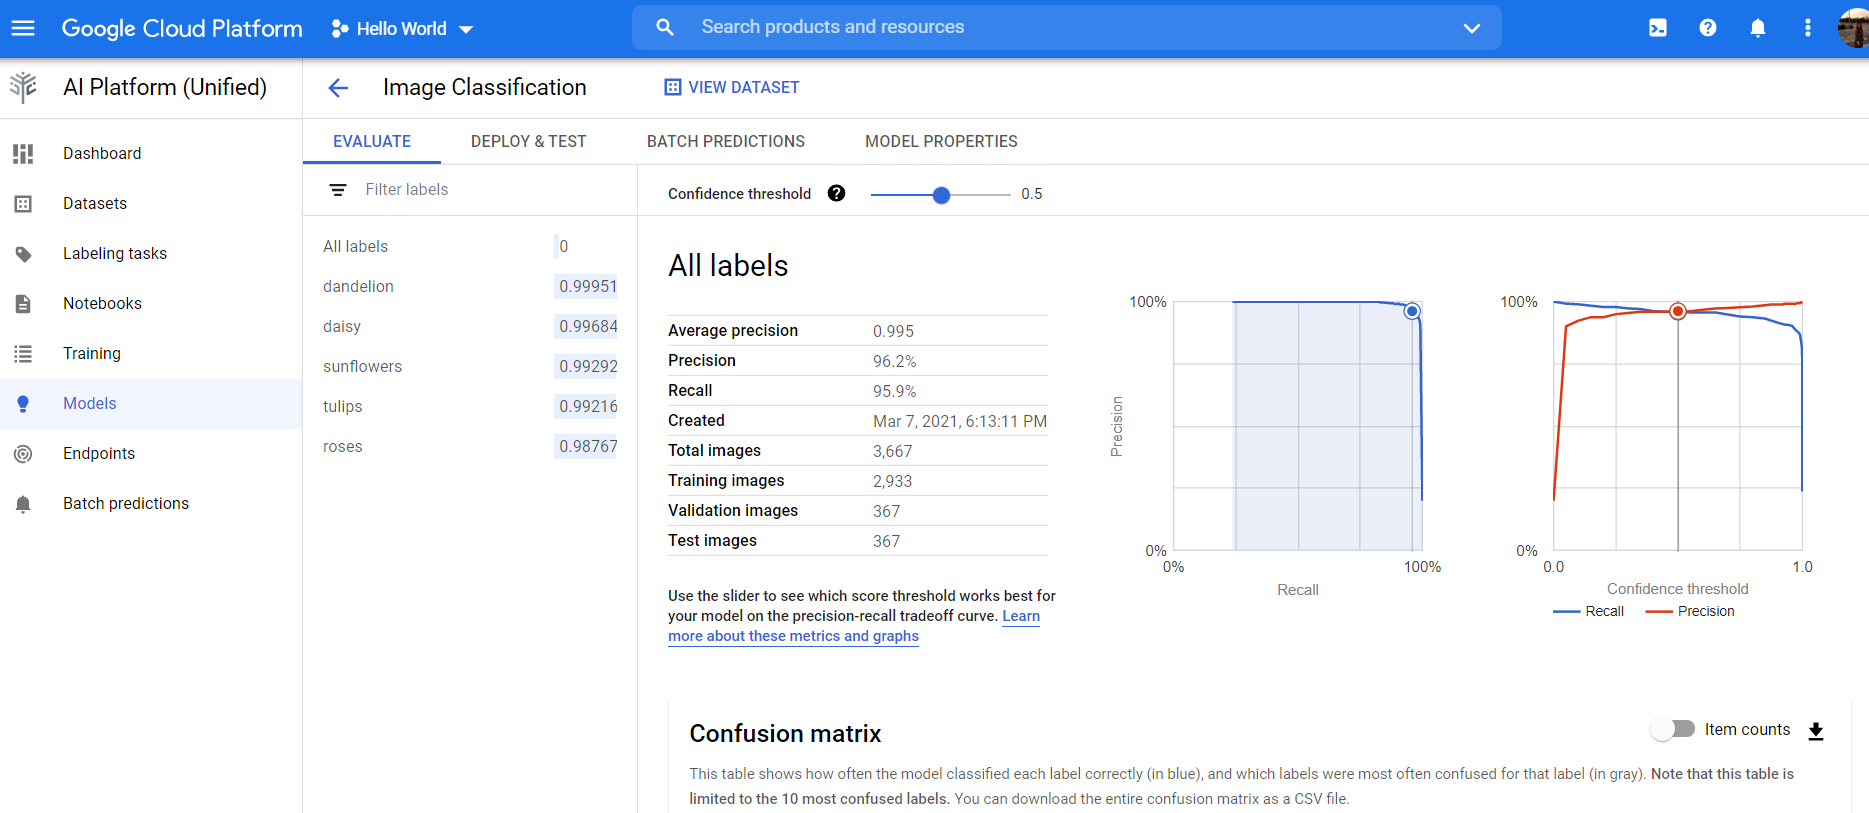 Google Cloud Platform
Hello World
Search products and resources
AI Platform (Unified)
Image Classification
VIEW DATASET
Dashboard
Datasets
Labeling tasks
Notebooks
Training
Models
Endpoints
Batch predictions
EVALUATE
DEPLOY & TEST
BATCH PREDICTIONS
MODEL PROPERTIES
Filter labels
All labels 0
dandelion 0.99951
daisy 0.99684
sunflowers 0.99292
tulips 0.99216
roses 0.98767
Confidence threshold ? 0.5
All labels
Average precision 0.995
Precision 96.2%
Recall 95.9%
Created Mar 7, 2021, 6:13:11 PM
Total images 3,667
Training images 2,933
Validation images 367
Test images 367
Use the slider to see which score threshold works best for
your model on the precision-recall tradeoff curve. Learn
more about these metrics and graphs
100%
Precision
0%
0% 100%
Recall
100%
0%
0.0 1.0
Confidence threshold
Recall Precision
Confusion matrix
Item counts
This table shows how often the model classified each label correctly (in blue), and which labels were most often confused for that label (in gray). Note that this table is
limited to the 10 most confused labels. You can download the entire confusion matrix as a CSV file.